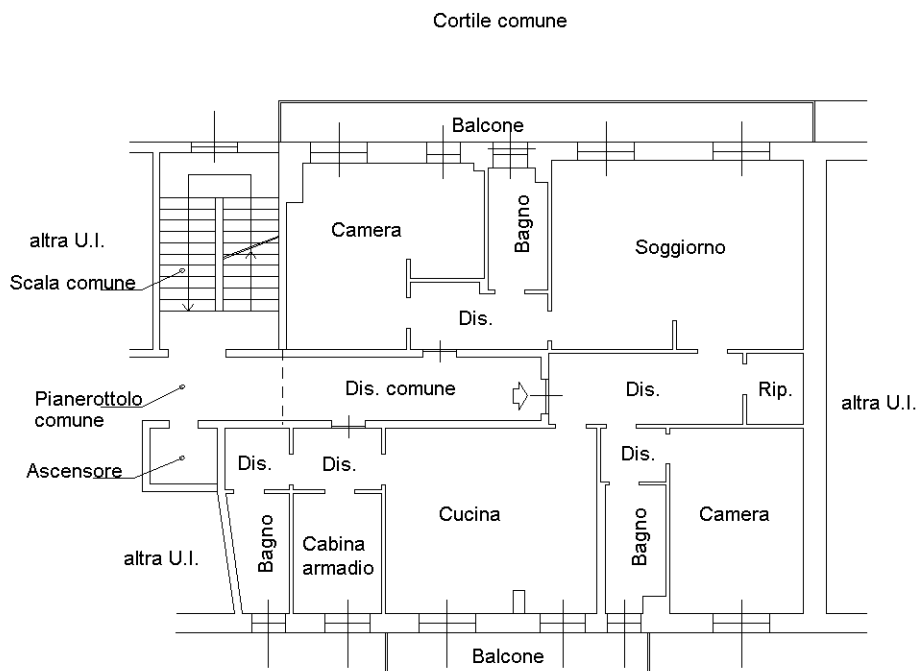 Cortile comune
Balcone
altra U.I.
Camera
Bagno
Soggiorno
Scala comune
Dis.
Pianerottolo
comune
Dis. comune
Dis.
Rip.
altra U.I.
Ascensore
Dis.
Dis.
Cucina
Dis.
Camera
altra U.I.
Bagno
Cabina
armadio
Bagno
Balcone